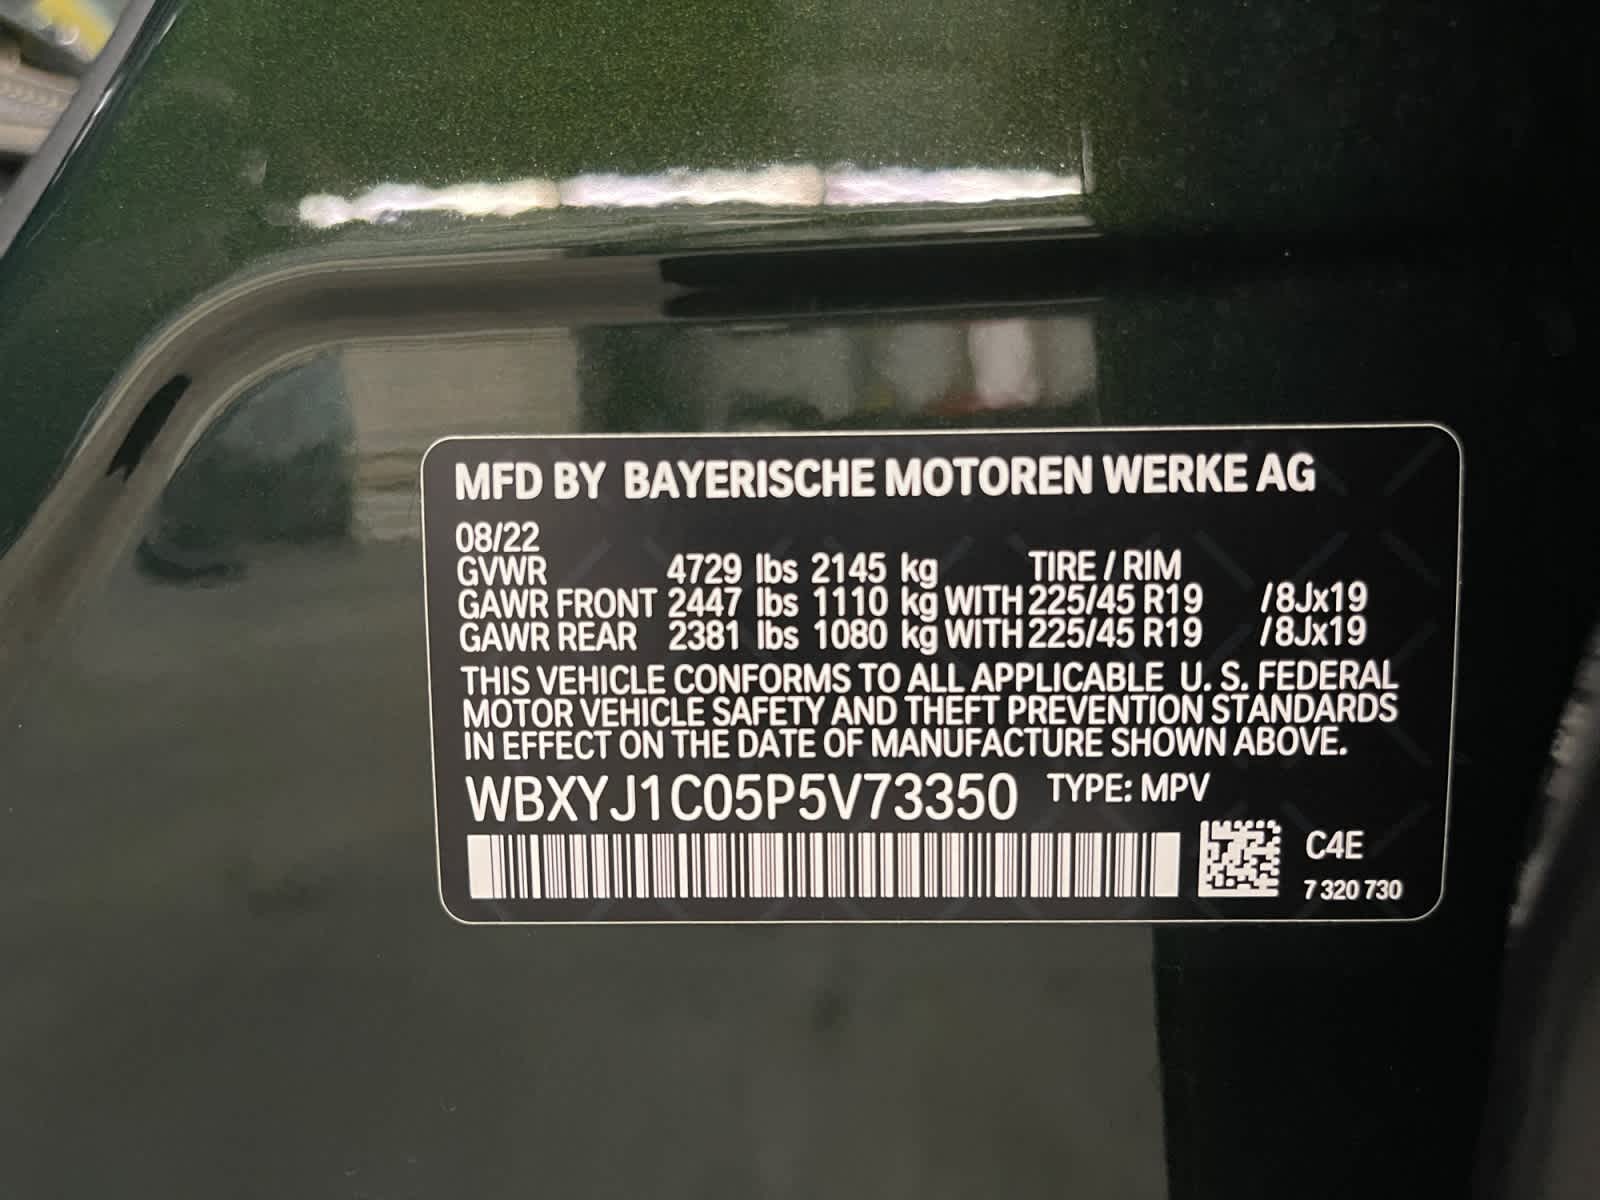 MFD BY BAYERISCHE MOTOREN WERKE AG
08/22
GVWR 4729 lbs 2145 kg TIRE / RIM
GAWR FRONT 2447 lbs 1110 kg WITH 225/45 R19 /8Jx19
GAWR REAR 2381 lbs 1080 kg WITH 225/45 R19 /8Jx19
THIS VEHICLE CONFORMS TO ALL APPLICABLE U. S. FEDERAL
MOTOR VEHICLE SAFETY AND THEFT PREVENTION STANDARDS
IN EFFECT ON THE DATE OF MANUFACTURE SHOWN ABOVE.
WBXYJ1C05P5V73350 TYPE: MPV
C4E
7 320 730